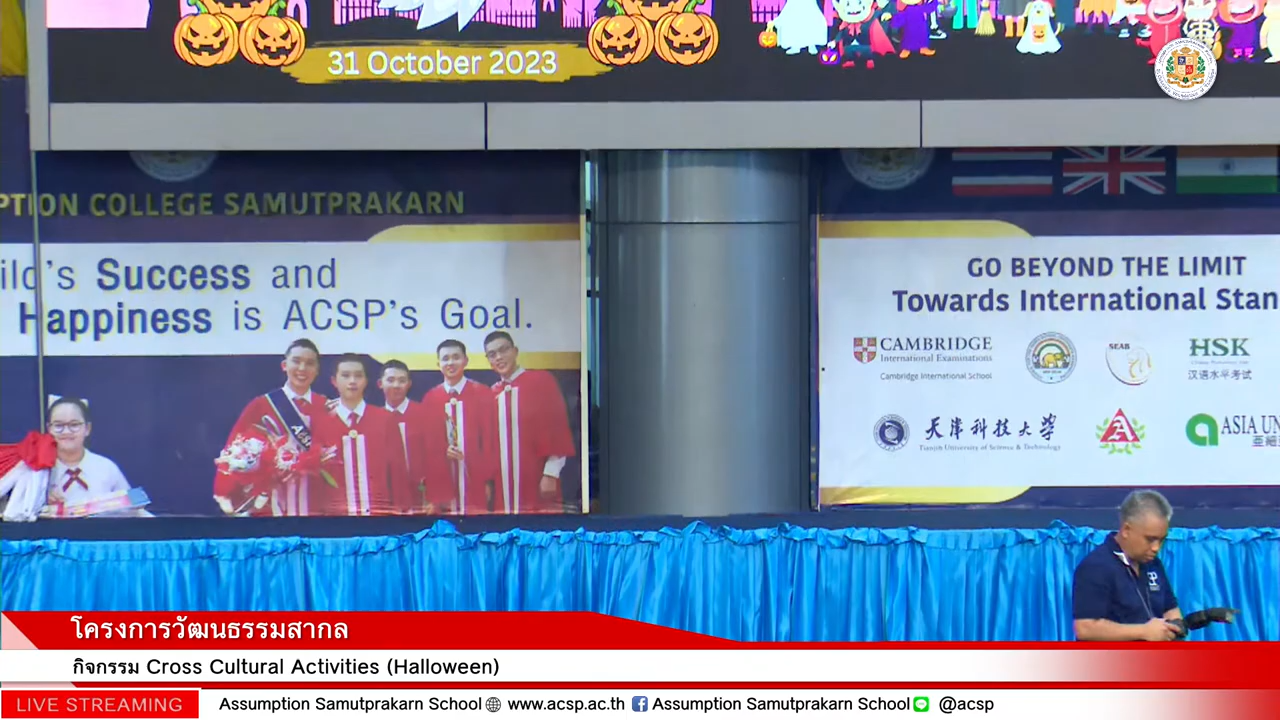 31 October 2023
PTION COLLEGE SAMUTPRAKARN
ild's Success and
Happiness is ACSP's Goal.
GO BEYOND THE LIMIT
Towards International Stan
CAMBRIDGE
International Examinations
Cambridge International School
SEAB
HSK
汉语水平考试
天津科技大学
Tianjin University of Science & Technology
A
ASIA UN
โครงการวัฒนธรรมสากล
กิจกรรม Cross Cultural Activities (Halloween)
LIVE STREAMING
Assumption Samutprakarn School www.acsp.ac.th Assumption Samutprakarn School @acsp